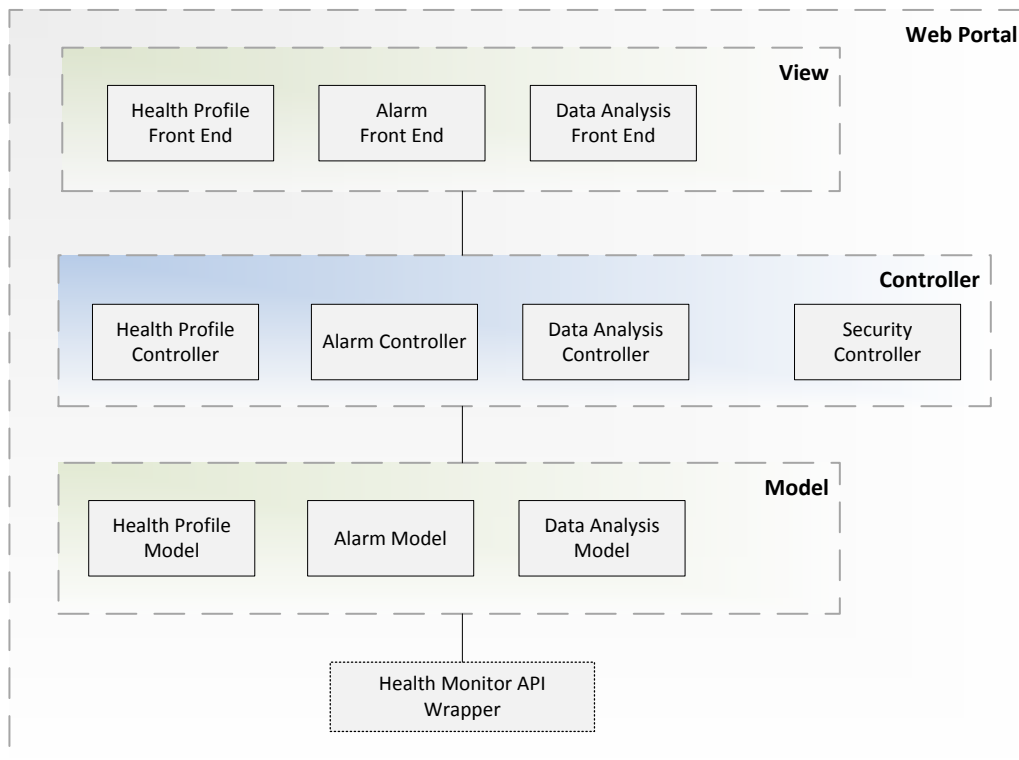 Web Portal
View
Health Profile
Front End
Alarm
Front End
Data Analysis
Front End
Controller
Health Profile
Controller
Alarm Controller
Data Analysis
Controller
Security
Controller
Model
Health Profile
Model
Alarm Model
Data Analysis
Model
Health Monitor API
Wrapper